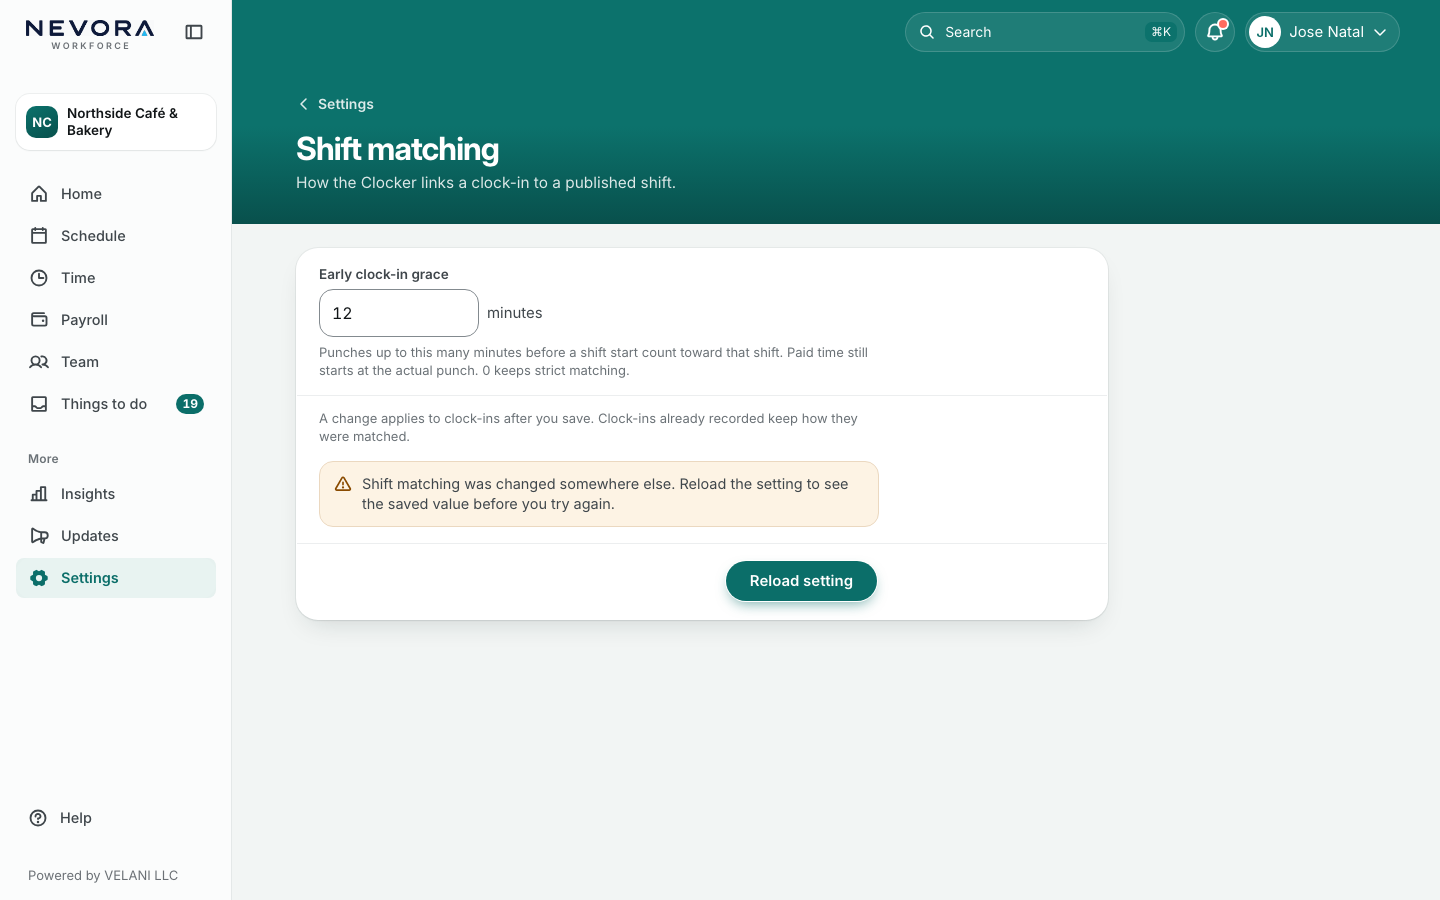 NEVORA
WORKFORCE
Search
⌘K
JN
Jose Natal
NC
Northside Café &
Bakery
Home
Schedule
Time
Payroll
Team
Things to do
19
More
Insights
Updates
Settings
Help
Powered by VELANI LLC
Settings
Shift matching
How the Clocker links a clock-in to a published shift.
Early clock-in grace
12
minutes
Punches up to this many minutes before a shift start count toward that shift. Paid time still
starts at the actual punch. 0 keeps strict matching.
A change applies to clock-ins after you save. Clock-ins already recorded keep how they
were matched.
Shift matching was changed somewhere else. Reload the setting to see
the saved value before you try again.
Reload setting